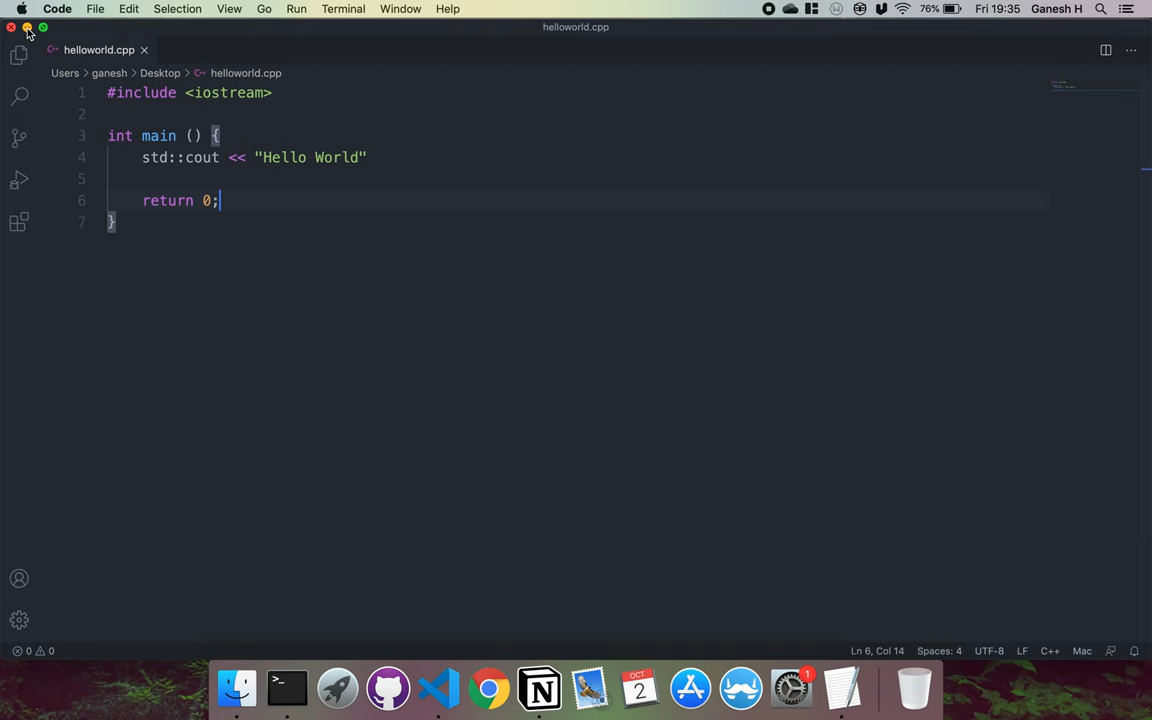 Code File Edit Selection View Go Run Terminal Window Help 76% Fri 19:35 Ganesh H
helloworld.cpp
helloworld.cpp
Users > ganesh > Desktop > helloworld.cpp
1 #include <iostream>
2
3 int main () {
4 std::cout << "Hello World"
5
6 return 0;
7 }
0 0 Ln 6, Col 14 Spaces: 4 UTF-8 LF C++ Mac
>_ N OCT 2 1